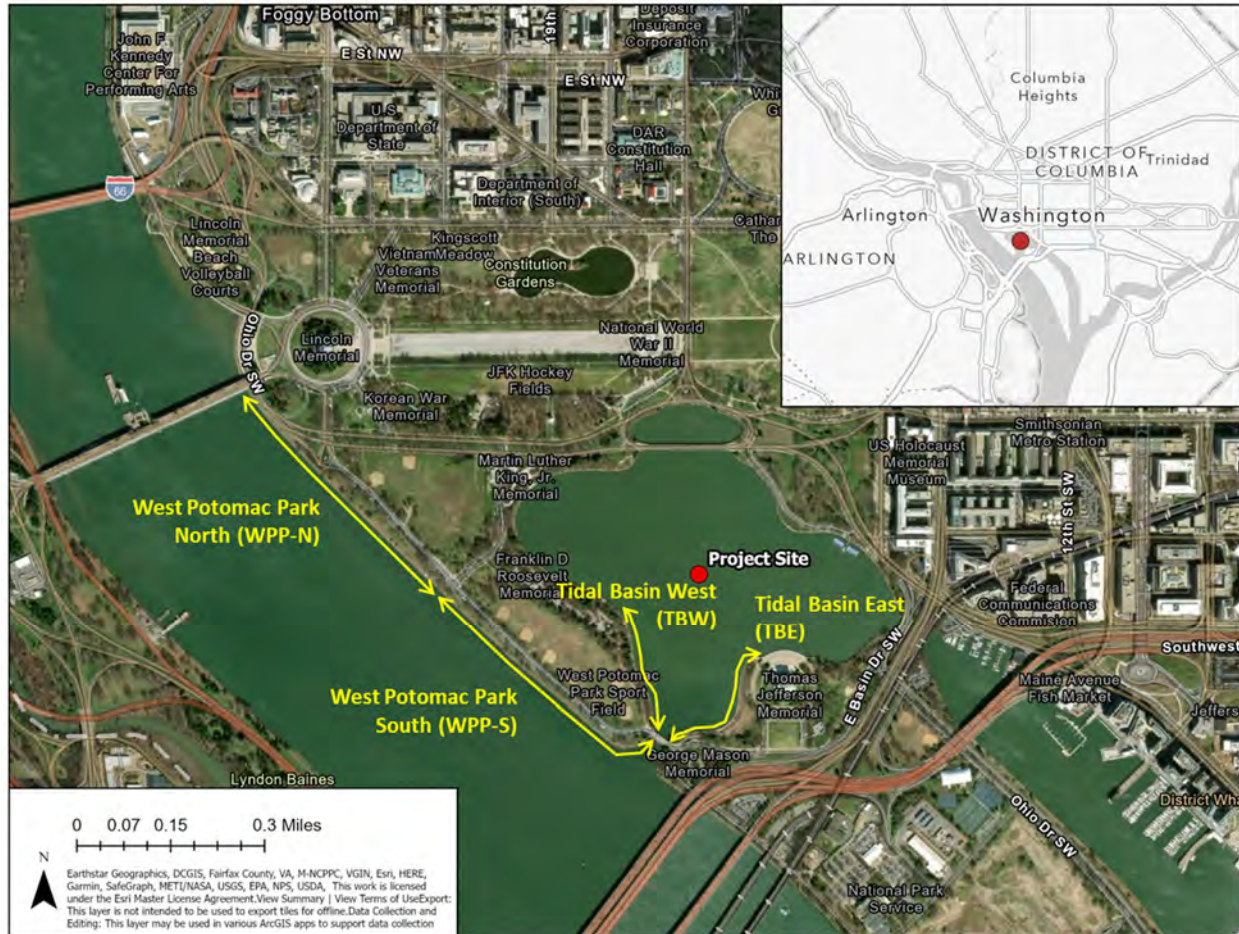 Foggy Bottom
19th
Deposit
Insurance
Corporation
John F
Kennedy
Center For
Performing Arts
E St NW
E St NW
U.S
Department of
State
DAR
Constitution
Hall
Department of
Interior (South)
66
Lincoln
Memorial
Beach
Volleyball
Courts
Kingscott
Meadow
Vietnam
Veterans
Memorial
Constitution
Gardens
The
Ohio Dr SW
Lincoln
Memorial
National World
War II
Memorial
JFK Hockey
Fields
Korean War
Memorial
Columbia
Heights
DISTRICT OF
COLUMBIA
Trinidad
Arlington
Washington
ARLINGTON
Smithsonian
Metro Station
US Holocaust
Memorial
Museum
Martin Luther
King, Jr.
Memorial
12th St SW
West Potomac Park
North (WPP-N)
Franklin D
Roosevelt
Memorial
Project Site
Tidal Basin West
(TBW)
Tidal Basin East
(TBE)
Federal
Communications
Commision
E Basin Dr SW
Southwest
West Potomac Park
Sport
Field
Thomas
Jefferson
Memorial
Maine Avenue
Fish Market
West Potomac Park
South (WPP-S)
George Mason
Memorial
Lyndon Baines
Ohio Dr SW
National Park
Service
0 0.07 0.15 0.3 Miles
N
Earthstar Geographics, DCGIS, Fairfax County, VA, M-NCPPC, VGIN, Esri, HERE,
Garmin, SafeGraph, METI/NASA, USGS, EPA, NPS, USDA, This work is licensed
under the Esri Master License Agreement.View Summary | View Terms of UseExport:
This layer is not intended to be used to export tiles for offline.Data Collection and
Editing: This layer may be used in various ArcGIS apps to support data collection